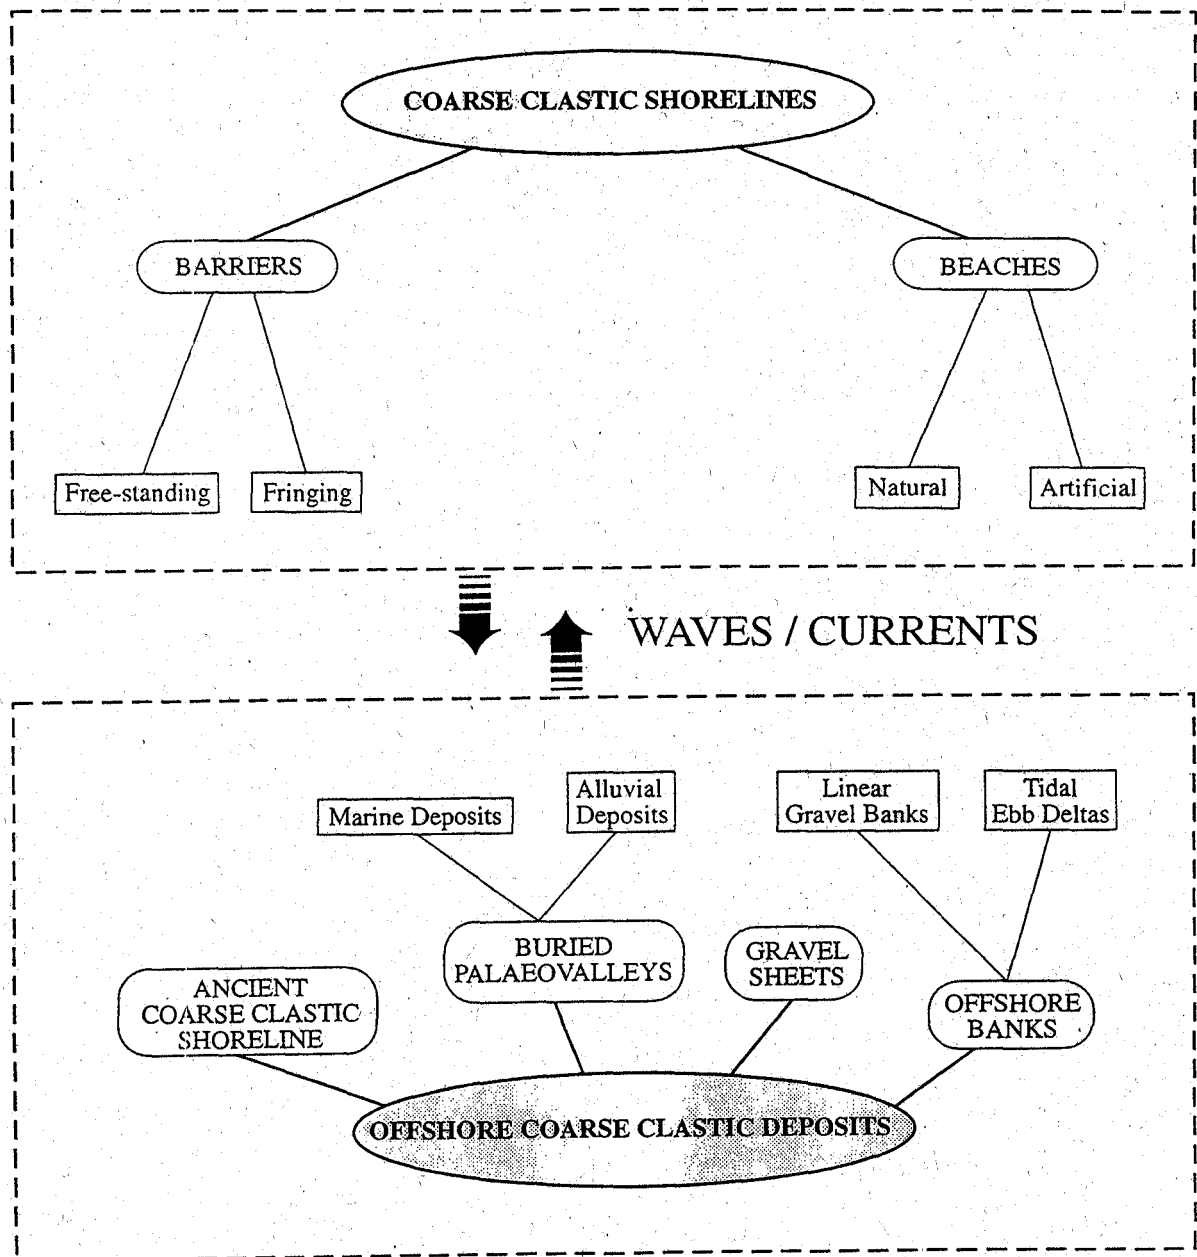 COARSE CLASTIC SHORELINES
BARRIERS
BEACHES
Free-standing
Fringing
Natural
Artificial
WAVES / CURRENTS
Marine Deposits
Alluvial
Deposits
Linear
Gravel Banks
Tidal
Ebb Deltas
BURIED
PALAEOVALLEYS
GRAVEL
SHEETS
ANCIENT
COARSE CLASTIC
SHORELINE
OFFSHORE
BANKS
OFFSHORE COARSE CLASTIC DEPOSITS